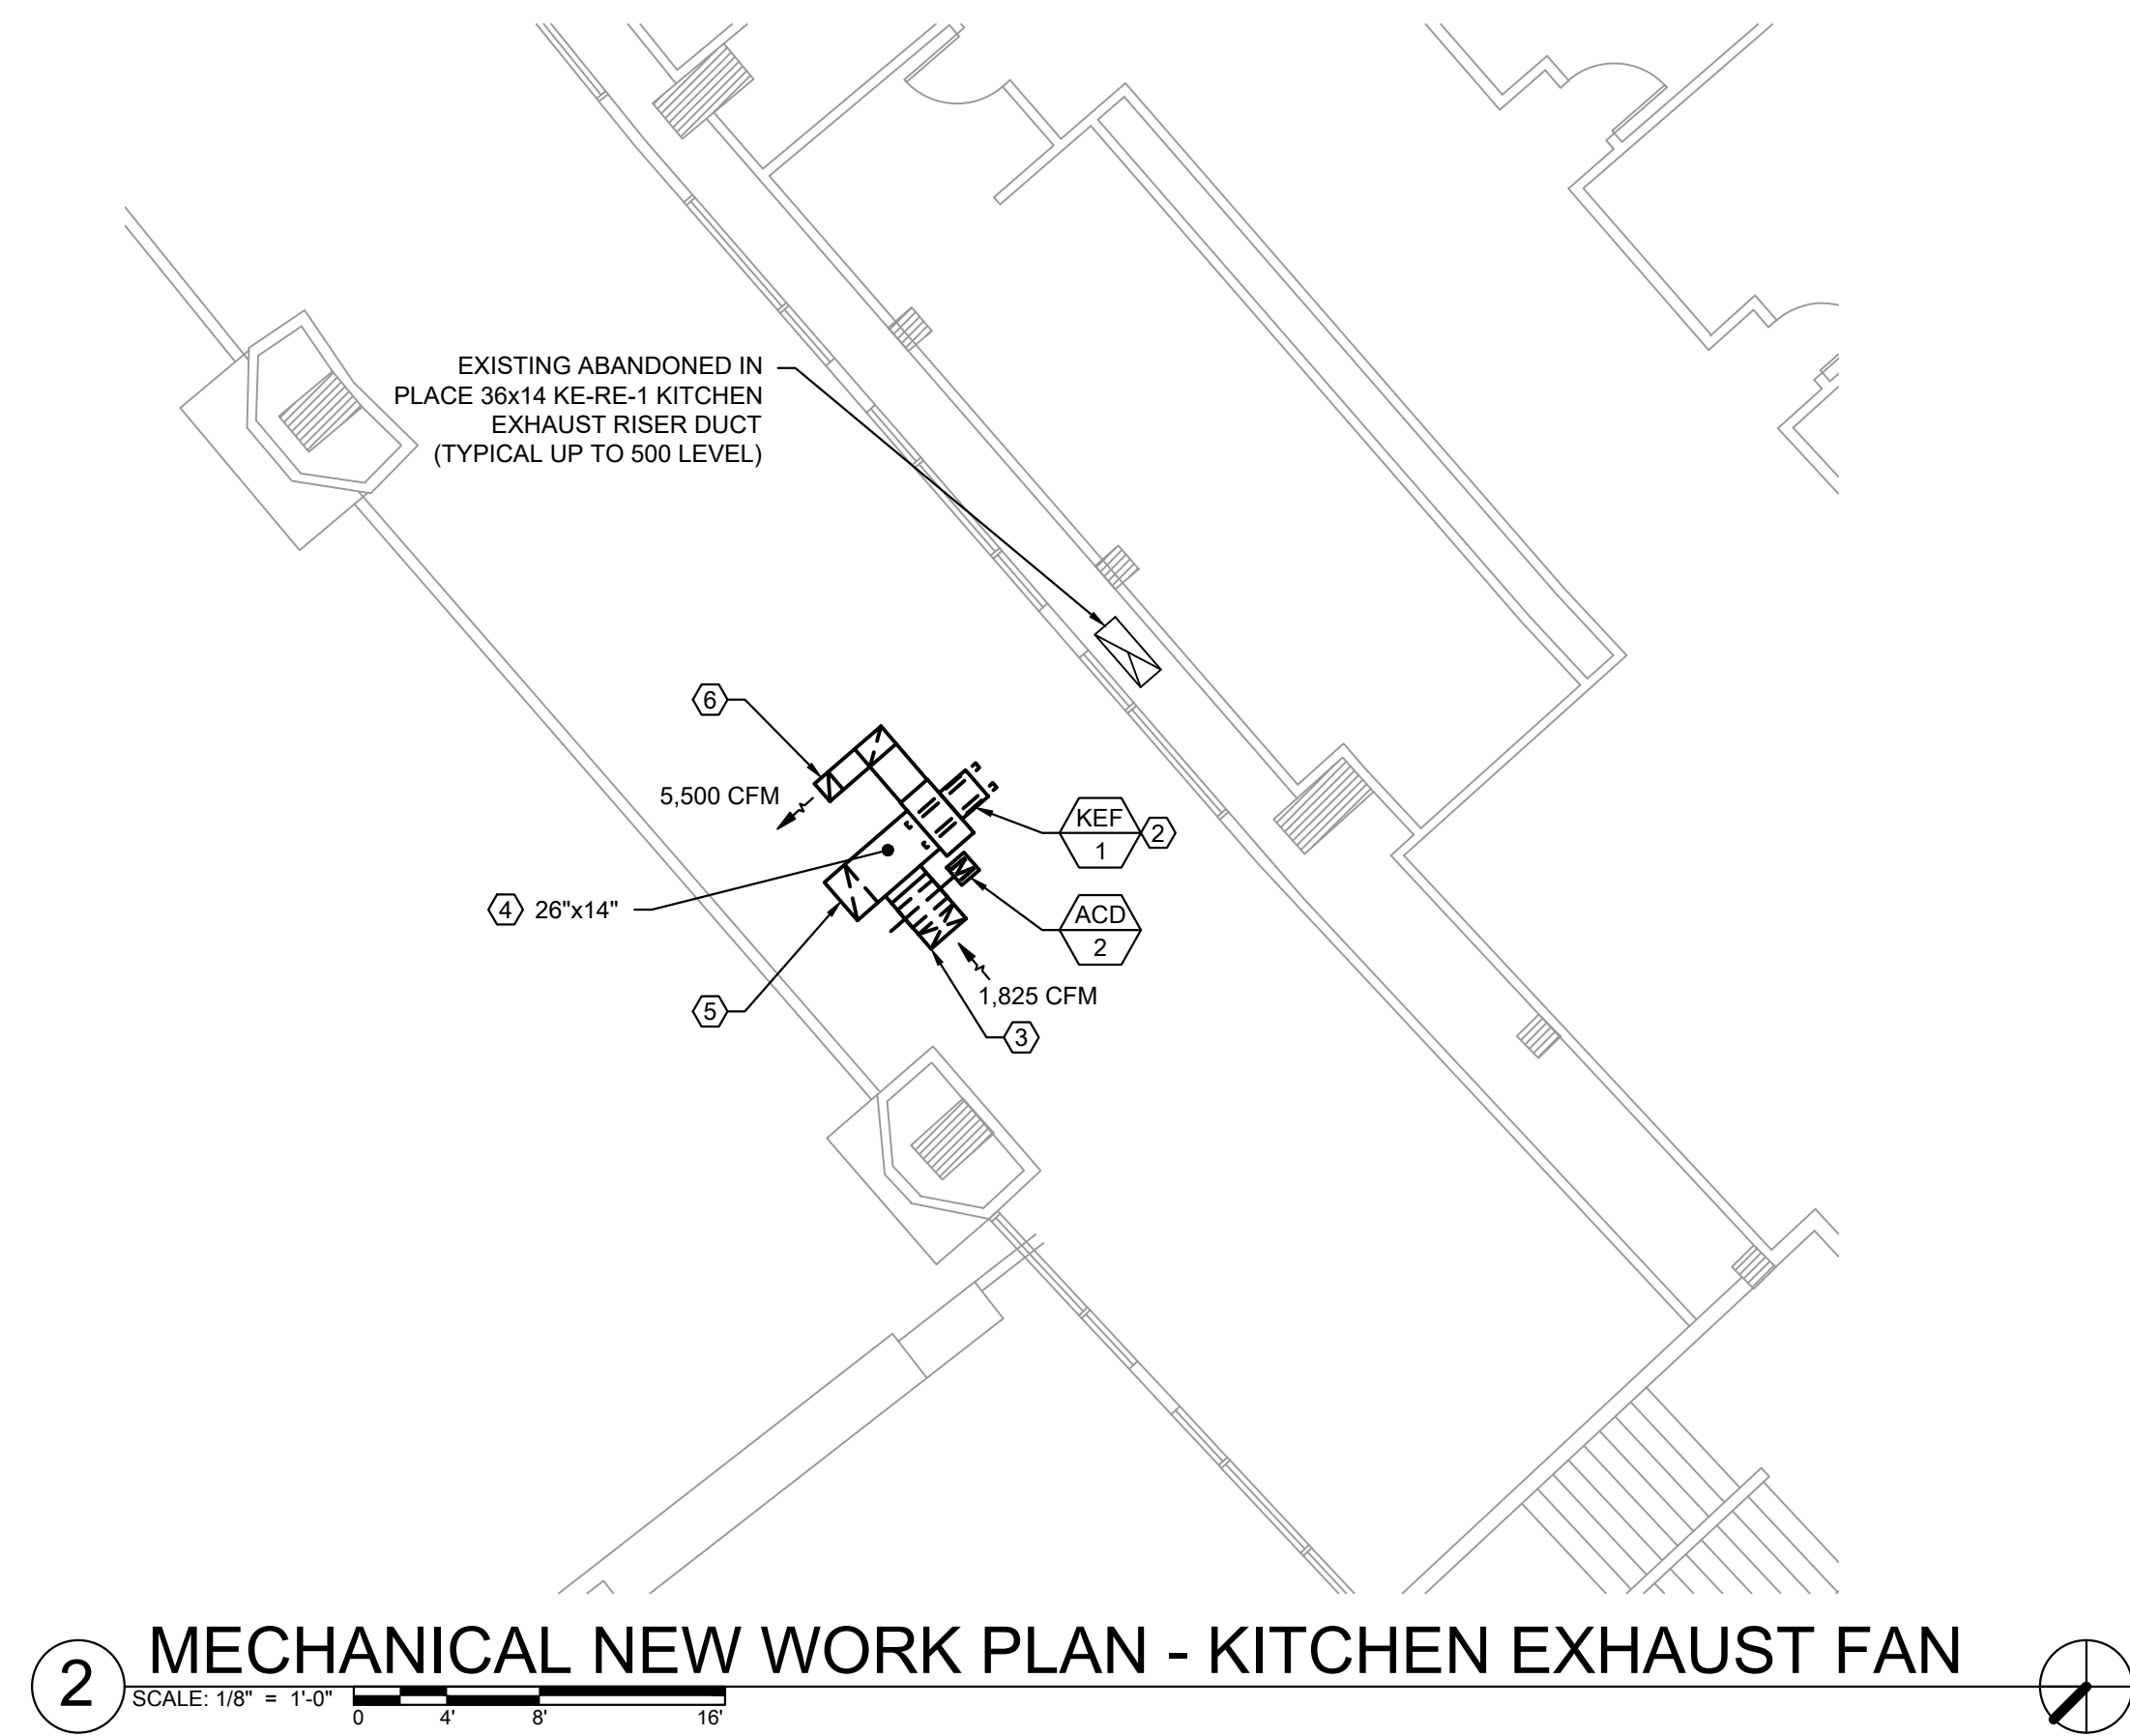 EXISTING ABANDONED IN
PLACE 36x14 KE-RE-1 KITCHEN
EXHAUST RISER DUCT
(TYPICAL UP TO 500 LEVEL)
6
5,500 CFM
KEF
1
2
4
26"x14"
ACD
2
5
1,825 CFM
3
2
MECHANICAL NEW WORK PLAN - KITCHEN EXHAUST FAN
SCALE: 1/8" = 1'-0"
0 4' 8' 16'